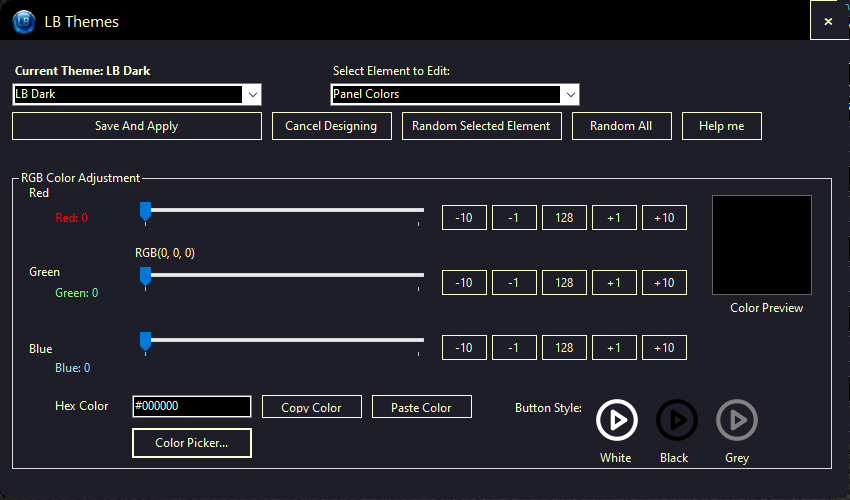 LB LB Themes ×
Current Theme: LB Dark Select Element to Edit:
LB Dark Panel Colors
Save And Apply Cancel Designing Random Selected Element Random All Help me
RGB Color Adjustment
Red
Red: 0 -10 -1 128 +1 +10
RGB(0, 0, 0)
Green
Green: 0 -10 -1 128 +1 +10
Color Preview
Blue -10 -1 128 +1 +10
Blue: 0
Hex Color #000000 Copy Color Paste Color Button Style:
Color Picker...
White Black Grey